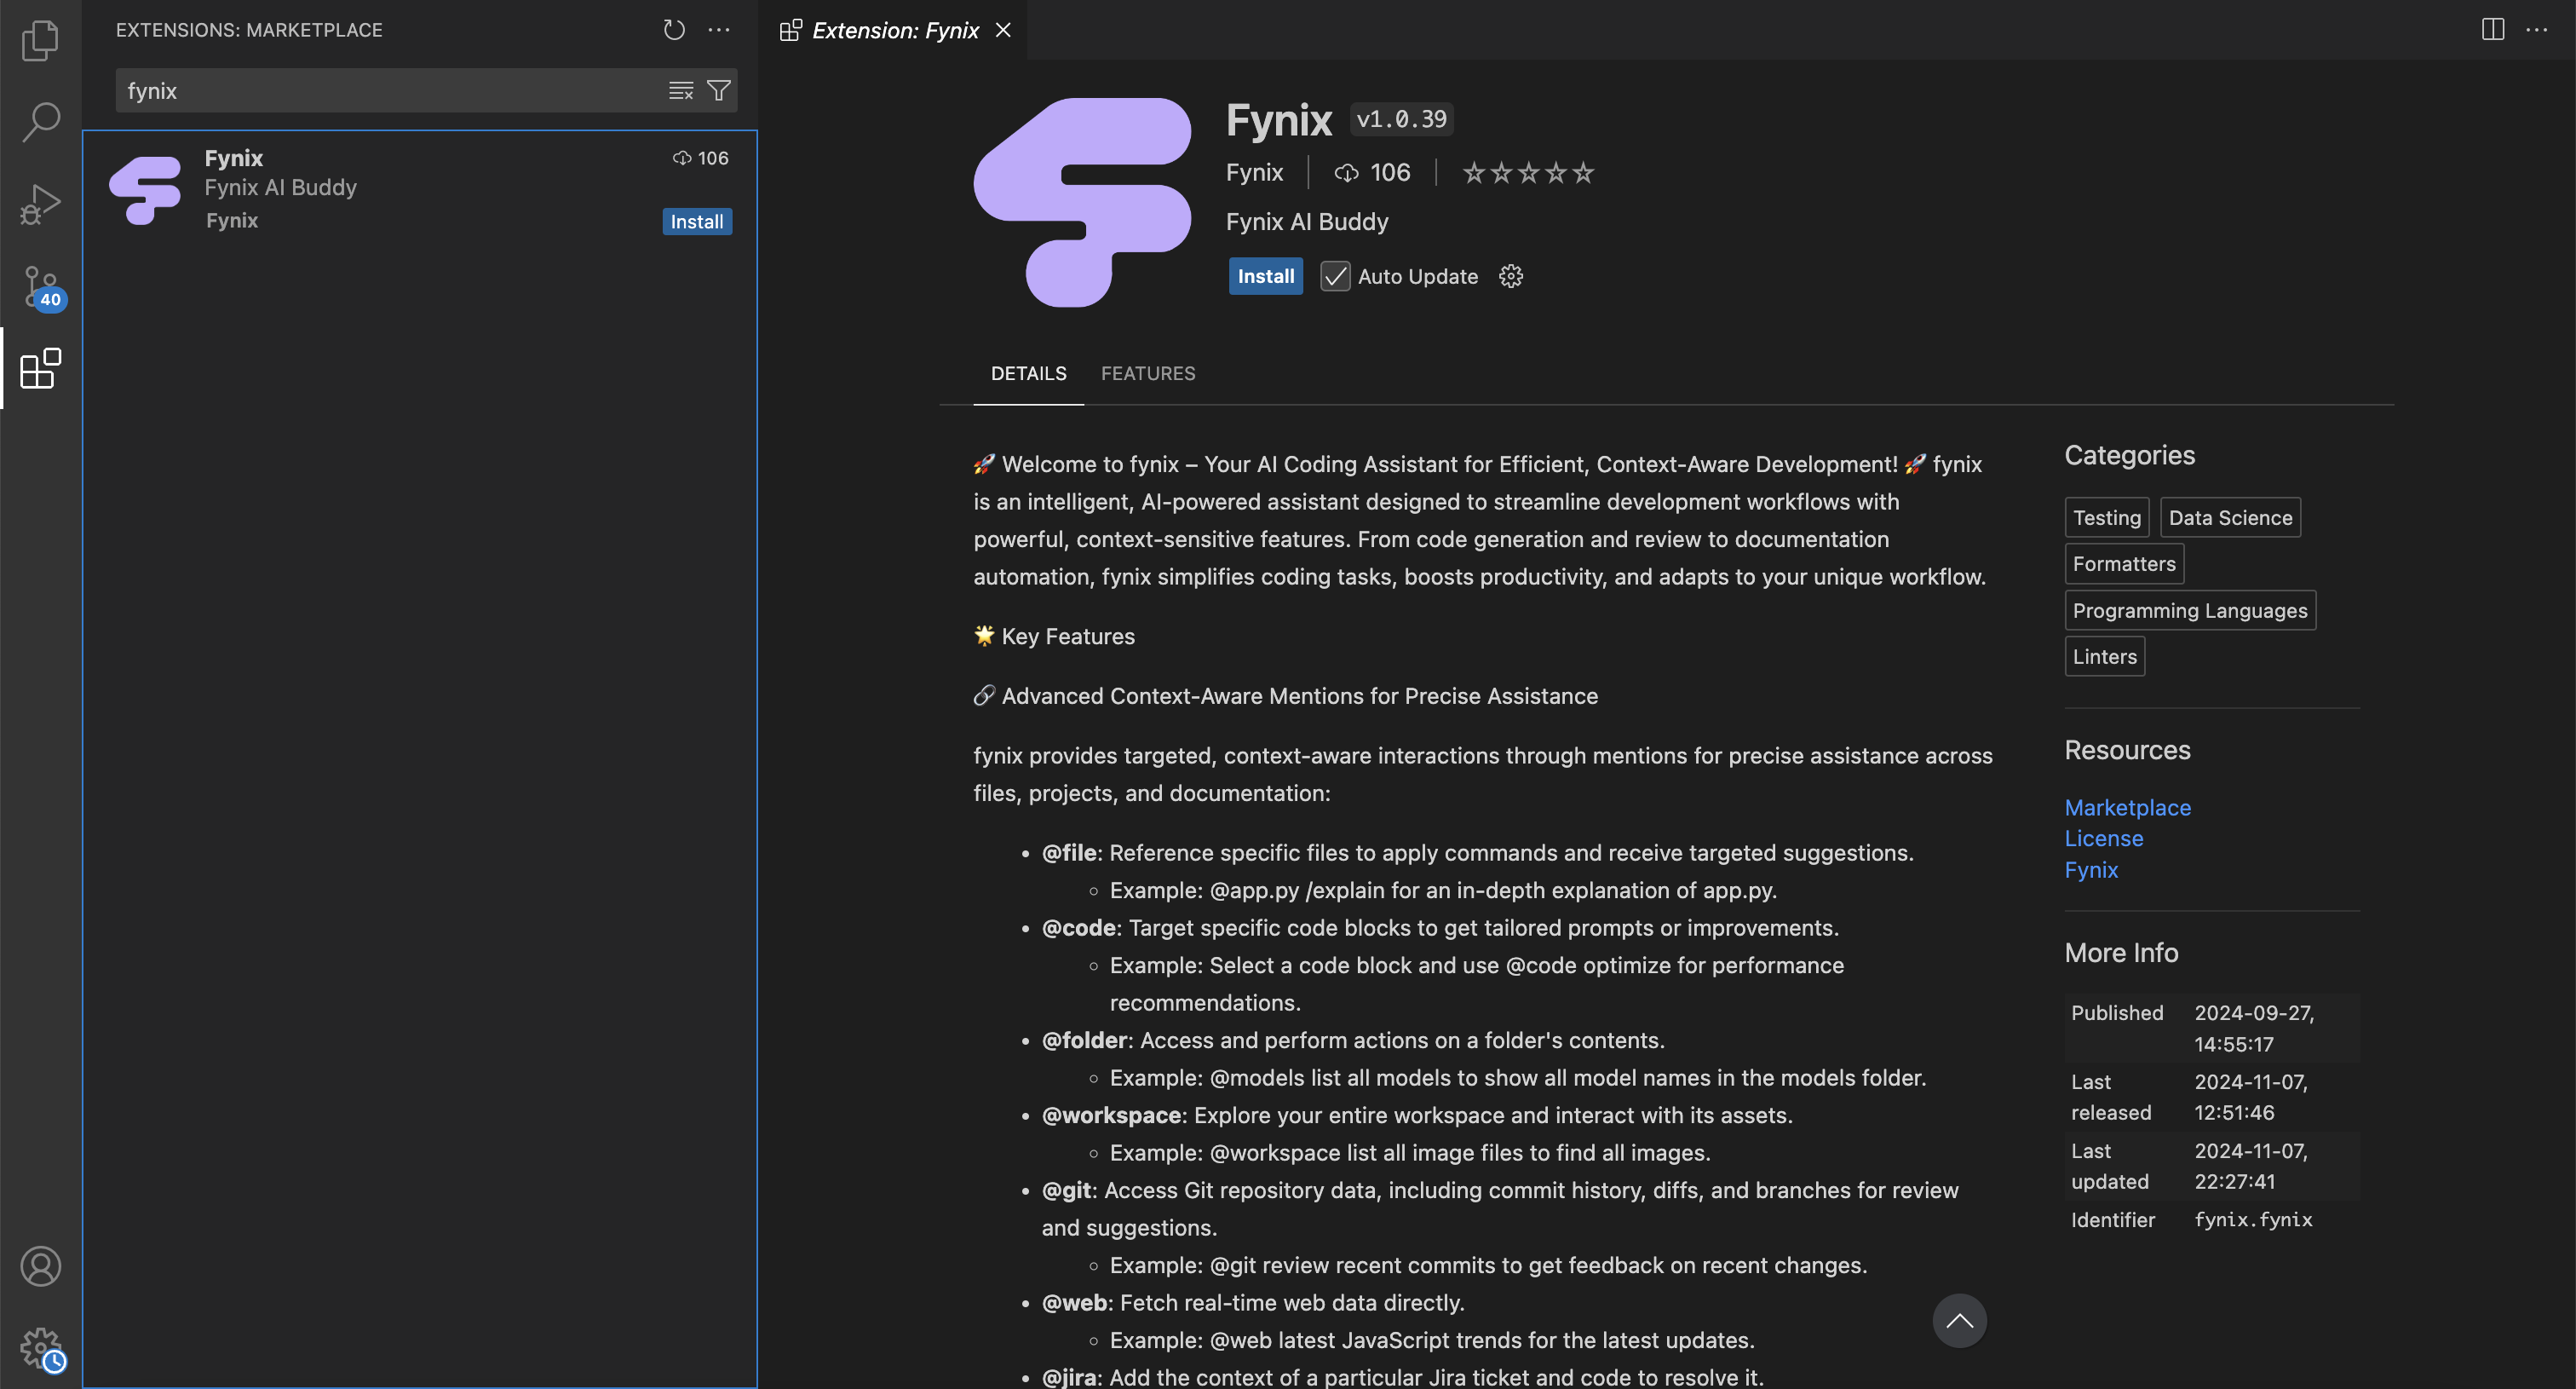 EXTENSIONS: MARKETPLACE
fynix
Fynix
106
Fynix AI Buddy
Fynix
Install
40
Extension: Fynix
Fynix v1.0.39
Fynix 106
Fynix AI Buddy
Install Auto Update
DETAILS FEATURES
🚀 Welcome to fynix – Your AI Coding Assistant for Efficient, Context-Aware Development! 🚀 fynix
is an intelligent, AI-powered assistant designed to streamline development workflows with
powerful, context-sensitive features. From code generation and review to documentation
automation, fynix simplifies coding tasks, boosts productivity, and adapts to your unique workflow.
🌟 Key Features
🔗 Advanced Context-Aware Mentions for Precise Assistance
fynix provides targeted, context-aware interactions through mentions for precise assistance across
files, projects, and documentation:
• @file: Reference specific files to apply commands and receive targeted suggestions.
◦ Example: @app.py /explain for an in-depth explanation of app.py.
• @code: Target specific code blocks to get tailored prompts or improvements.
◦ Example: Select a code block and use @code optimize for performance
recommendations.
• @folder: Access and perform actions on a folder's contents.
◦ Example: @models list all models to show all model names in the models folder.
• @workspace: Explore your entire workspace and interact with its assets.
◦ Example: @workspace list all image files to find all images.
• @git: Access Git repository data, including commit history, diffs, and branches for review
and suggestions.
◦ Example: @git review recent commits to get feedback on recent changes.
• @web: Fetch real-time web data directly.
◦ Example: @web latest JavaScript trends for the latest updates.
• @jira: Add the context of a particular Jira ticket and code to resolve it.
Categories
Testing Data Science
Formatters
Programming Languages
Linters
Resources
Marketplace
License
Fynix
More Info
Published 2024-09-27,
14:55:17
Last 2024-11-07,
released 12:51:46
Last 2024-11-07,
updated 22:27:41
Identifier fynix.fynix